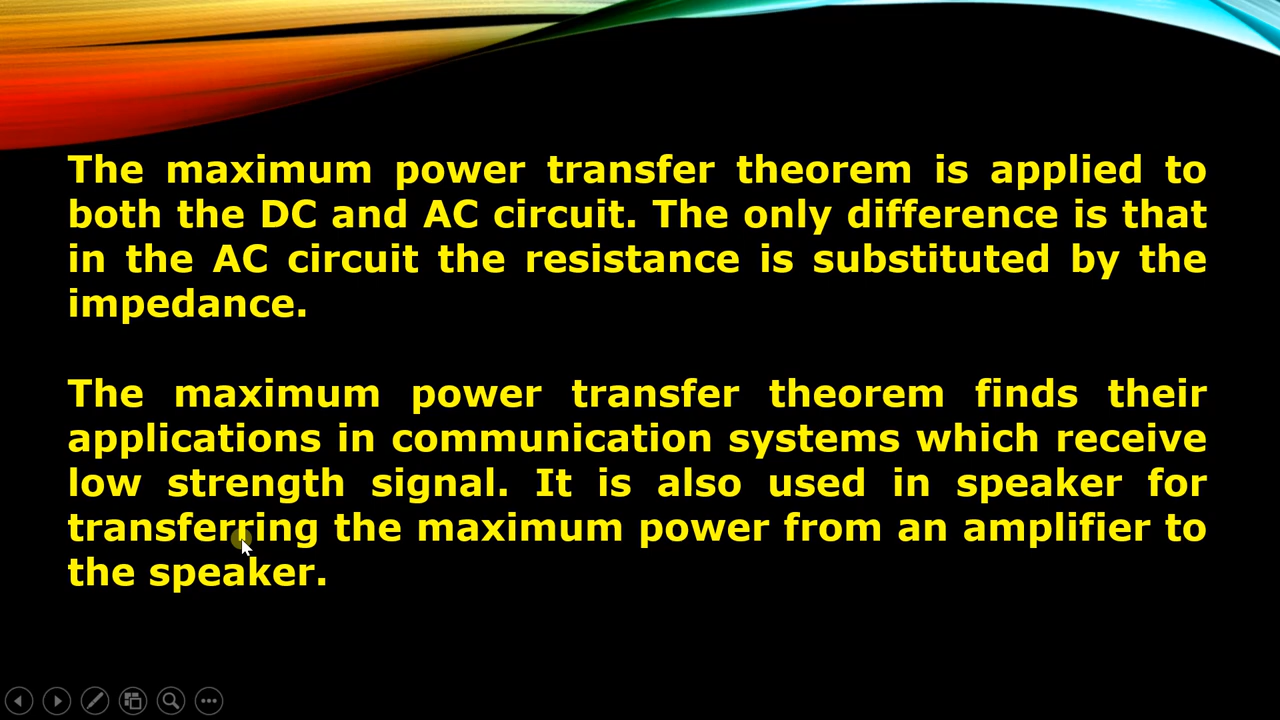 The maximum power transfer theorem is applied to
both the DC and AC circuit. The only difference is that
in the AC circuit the resistance is substituted by the
impedance.
The maximum power transfer theorem finds their
applications in communication systems which receive
low strength signal. It is also used in speaker for
transferring the maximum power from an amplifier to
the speaker.